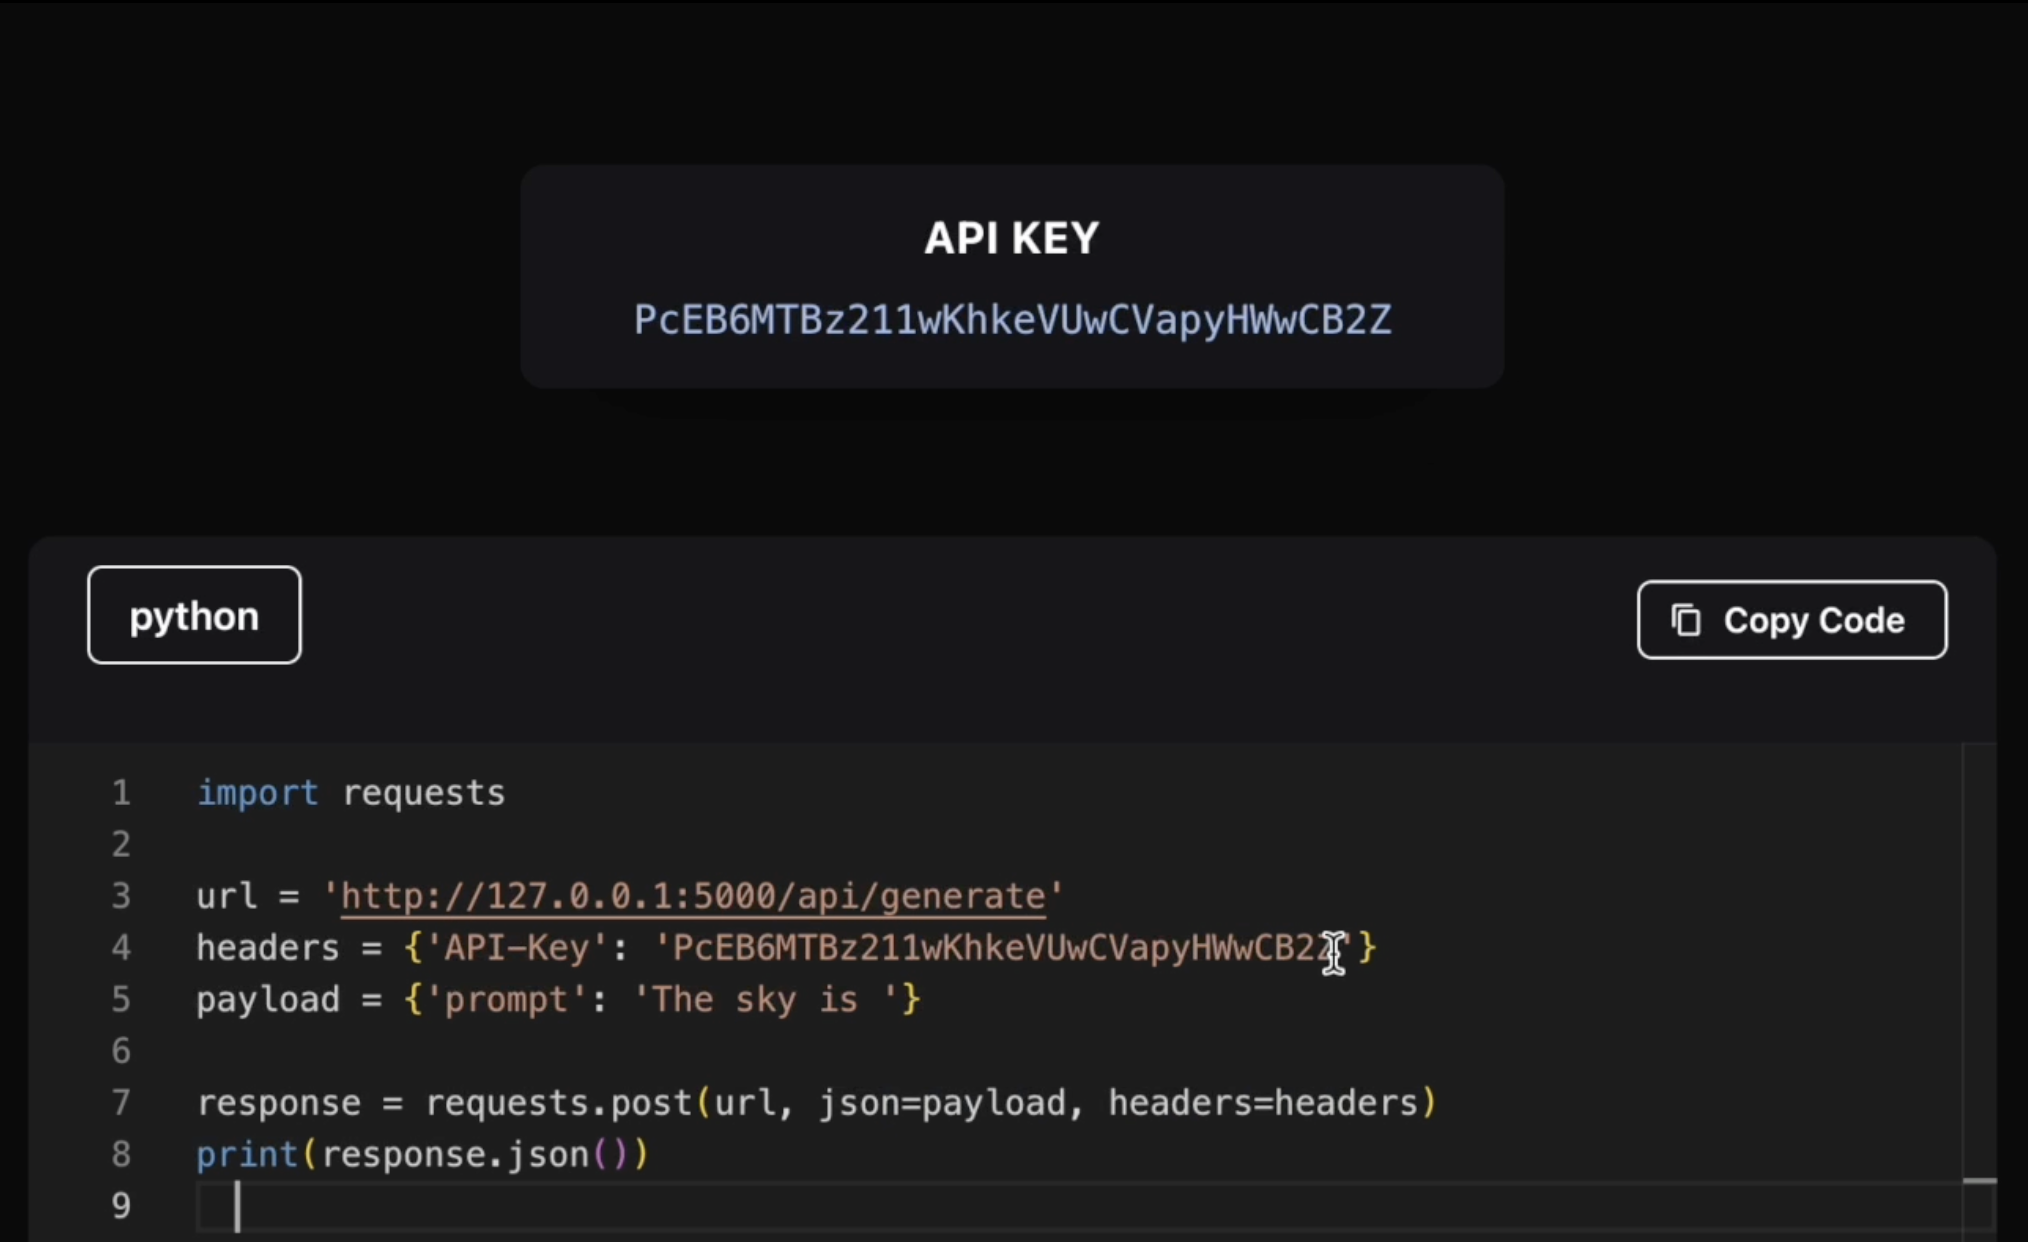 API KEY
PcEB6MTBz211wKhkeVUwCVapyHWwCB2Z
python
Copy Code
1 import requests
2
3 url = 'http://127.0.0.1:5000/api/generate'
4 headers = {'API-Key': 'PcEB6MTBz211wKhkeVUwCVapyHWwCB2Z'}
5 payload = {'prompt': 'The sky is '}
6
7 response = requests.post(url, json=payload, headers=headers)
8 print(response.json())
9